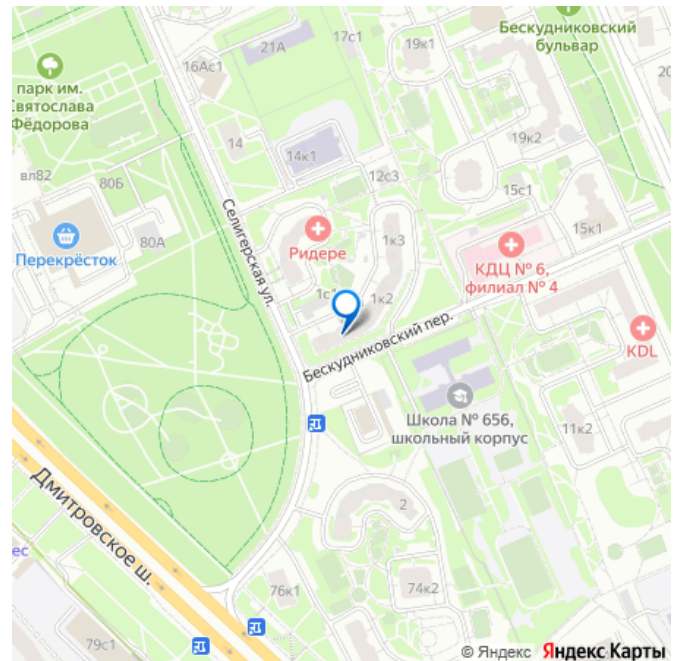 Бескудниковский
бульвар
17с1
21А
19к1
16Ас1
парк им.
Святослава
Фёдорова
14
14к1
19к2
12с3
вл82
80Б
15с1
Селигерская ул.
80А
Перекрёсток
Ридере
1к3
15к1
КДЦ № 6,
филиал № 4
1с1
1к2
Бескудниковский пер.
KDL
Школа № 656,
школьный корпус
11к2
Дмитровское ш.
2
ес
76к1
74к2
79с1
© Яндекс Яндекс Карты